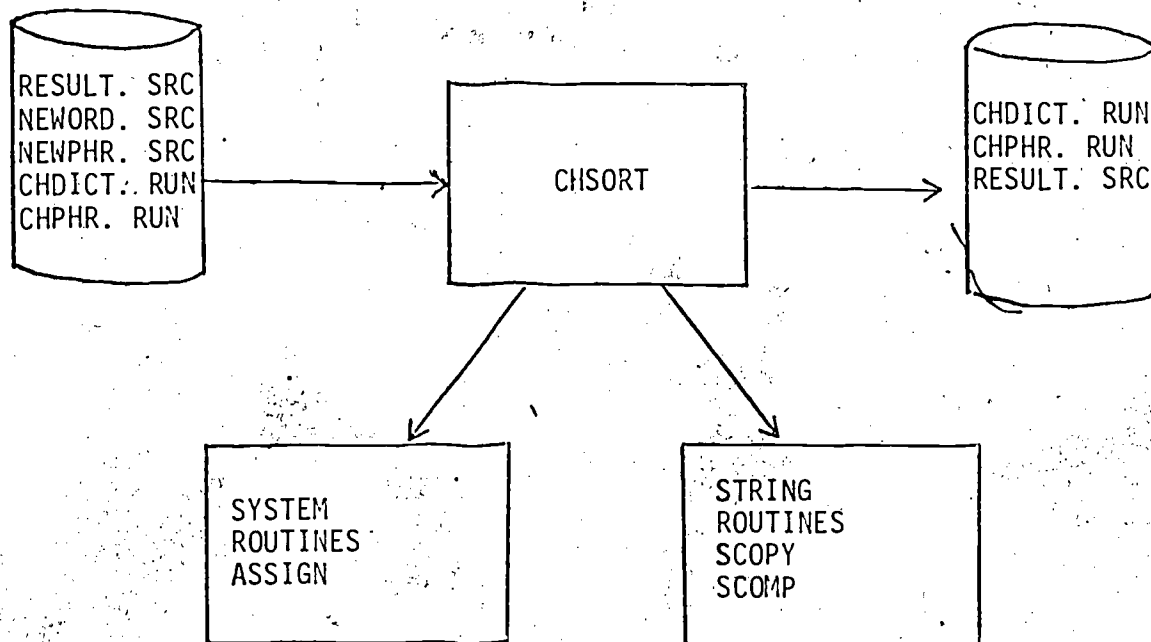 RESULT. SRC
NEWORD. SRC
NEWPHR. SRC
CHDICT. RUN
CHPHR. RUN
CHSORT
CHDICT. RUN
CHPHR. RUN
RESULT. SRC
SYSTEM
ROUTINES
ASSIGN
STRING
ROUTINES
SCOPY
SCOMP